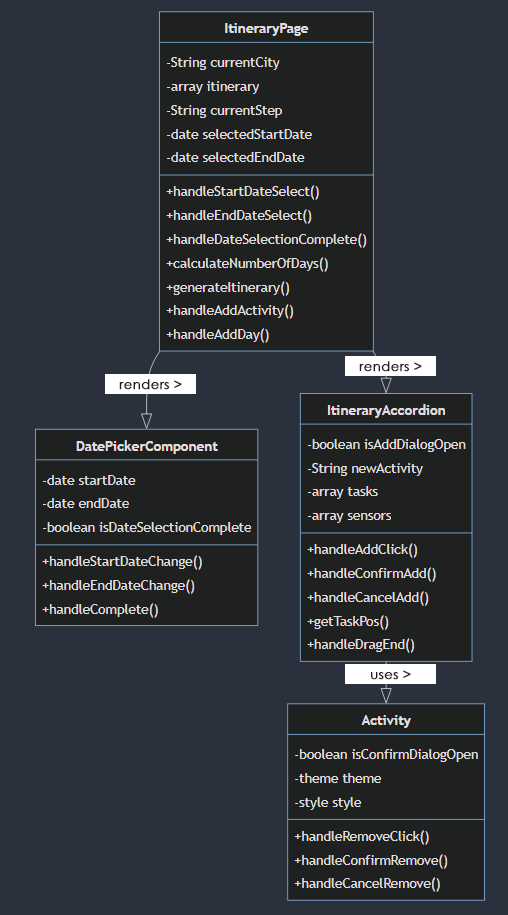 ItineraryPage
-String currentCity
-array itinerary
-String currentStep
-date selectedStartDate
-date selectedEndDate
+handleStartDateSelect()
+handleEndDateSelect()
+handleDateSelectionComplete()
+calculateNumberOfDays()
+generateItinerary()
+handleAddActivity()
+handleAddDay()
renders >
renders >
DatePickerComponent
-date startDate
-date endDate
-boolean isDateSelectionComplete
+handleStartDateChange()
+handleEndDateChange()
+handleComplete()
ItineraryAccordion
-boolean isAddDialogOpen
-String newActivity
-array tasks
-array sensors
+handleAddClick()
+handleConfirmAdd()
+handleCancelAdd()
+getTaskPos()
+handleDragEnd()
uses >
Activity
-boolean isConfirmDialogOpen
-theme theme
-style style
+handleRemoveClick()
+handleConfirmRemove()
+handleCancelRemove()